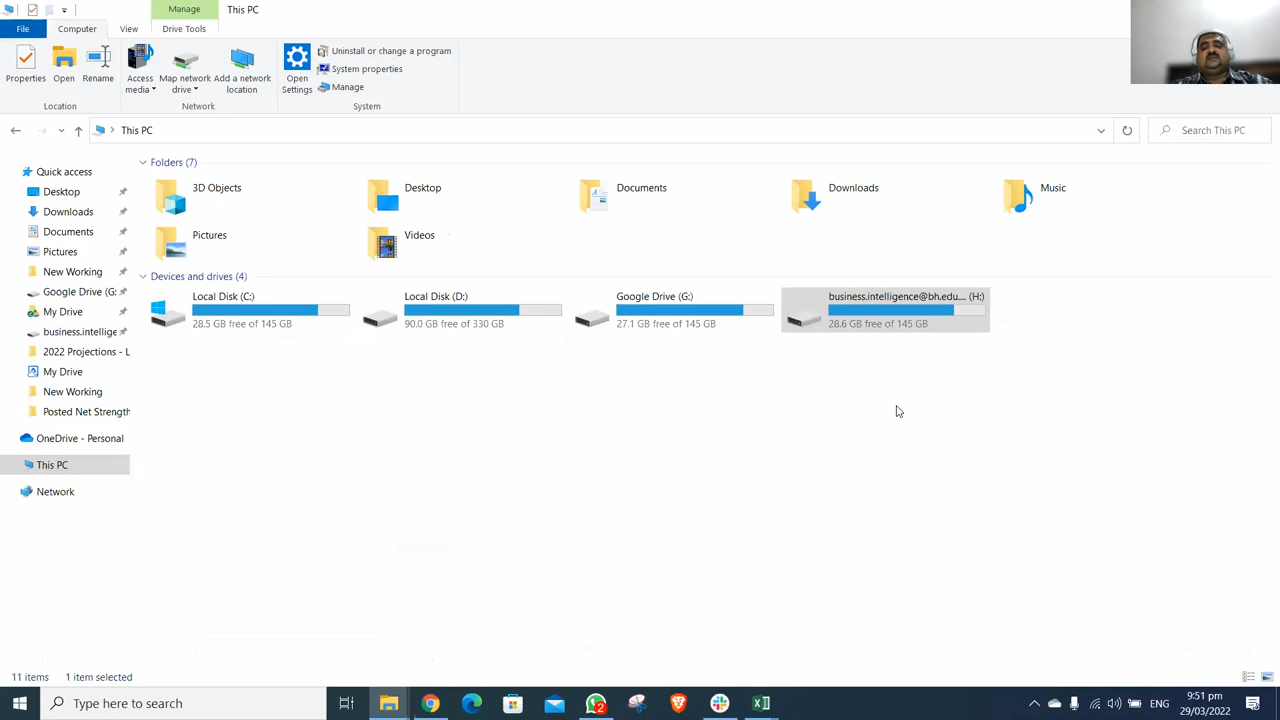 Manage
This PC
File
Computer
View
Drive Tools
Properties
Open
Rename
Access media
Map network drive
Add a network location
Open Settings
Uninstall or change a program
System properties
Manage
Location
Network
System
This PC
Search This PC
Quick access
Desktop
Downloads
Documents
Pictures
New Working
Google Drive (G:
My Drive
business.intellige
2022 Projections - L
My Drive
New Working
Posted Net Strength
OneDrive - Personal
This PC
Network
Folders (7)
3D Objects
Desktop
Documents
Downloads
Music
Pictures
Videos
Devices and drives (4)
Local Disk (C:)
28.5 GB free of 145 GB
Local Disk (D:)
90.0 GB free of 330 GB
Google Drive (G:)
27.1 GB free of 145 GB
business.intelligence@bh.edu.... (H:)
28.6 GB free of 145 GB
11 items
1 item selected
Type here to search
2
ENG
9:51 pm
29/03/2022